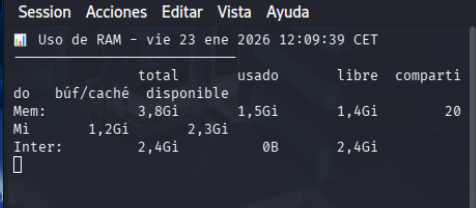 Session Acciones Editar Vista Ayuda
📊 Uso de RAM - vie 23 ene 2026 12:09:39 CET
total usado libre comparti
do búf/caché disponible
Mem: 3,8Gi 1,5Gi 1,4Gi 20
Mi 1,2Gi 2,3Gi
Inter: 2,4Gi 0B 2,4Gi